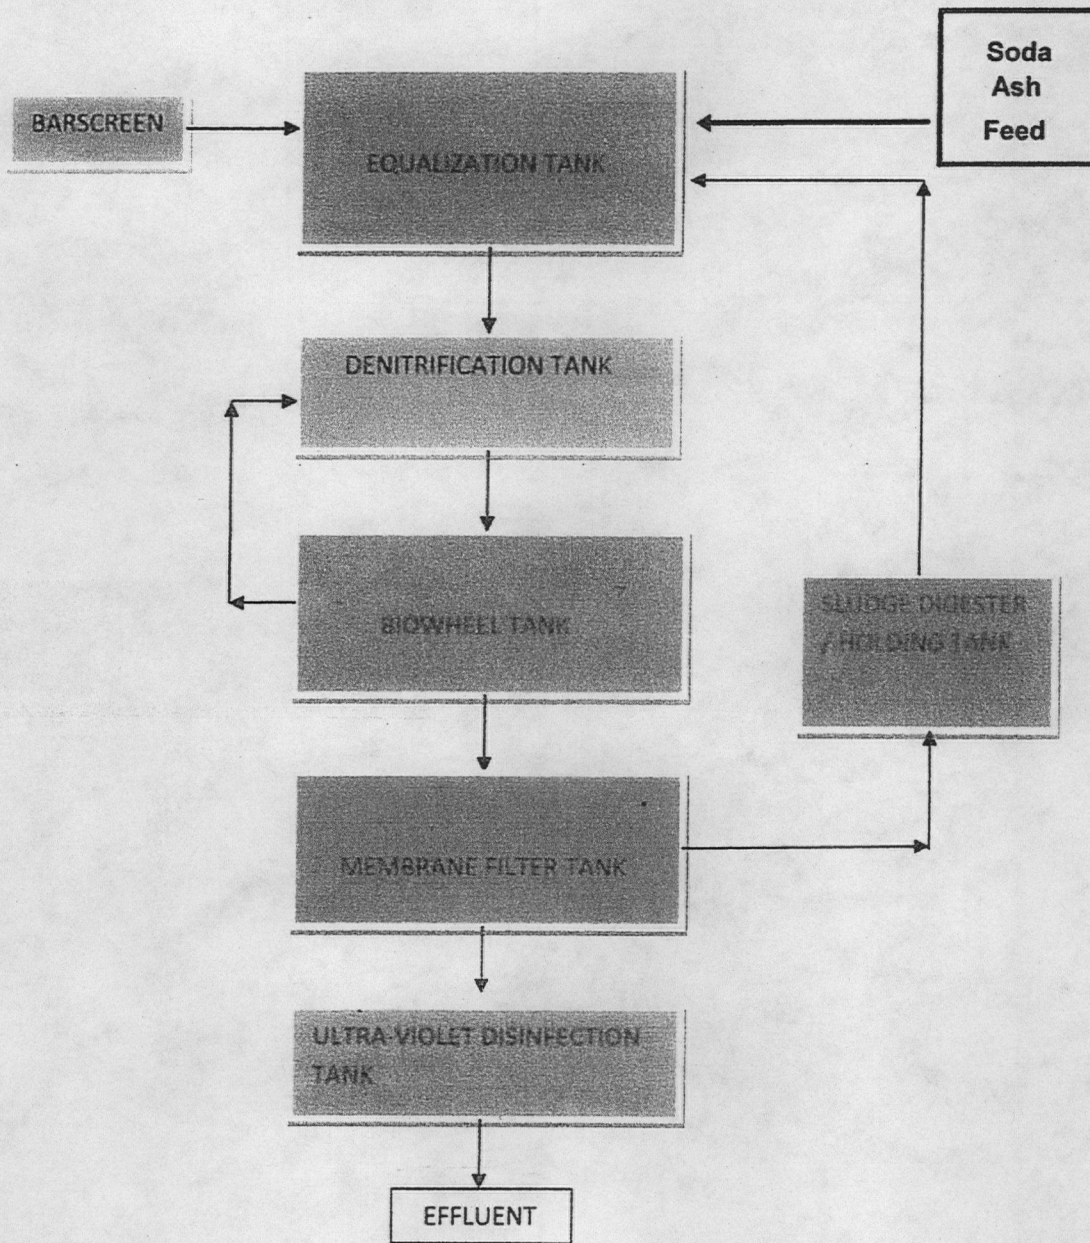 Soda
Ash
Feed
BARSCREEN
EQUALIZATION TANK
DENITRIFICATION TANK
BIOWHEEL TANK
SLUDGE DIGESTER
/ HOLDING TANK
MEMBRANE FILTER TANK
ULTRA-VIOLET DISINFECTION
TANK
EFFLUENT